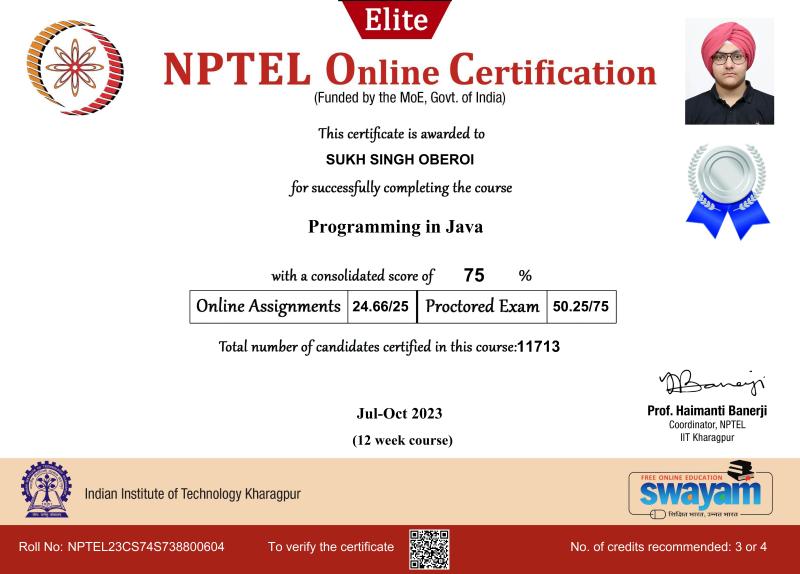 Elite
NPTEL Online Certification
(Funded by the MoE, Govt. of India)
This certificate is awarded to
SUKH SINGH OBEROI
for successfully completing the course
Programming in Java
with a consolidated score of 75 %
Online Assignments 24.66/25 Proctored Exam 50.25/75
Total number of candidates certified in this course:11713
Jul-Oct 2023
(12 week course)
Prof. Haimanti Banerji
Coordinator, NPTEL
IIT Kharagpur
Indian Institute of Technology Kharagpur
FREE ONLINE EDUCATION
swayam
शिक्षित भारत, उन्नत भारत
Roll No: NPTEL23CS74S738800604 To verify the certificate No. of credits recommended: 3 or 4